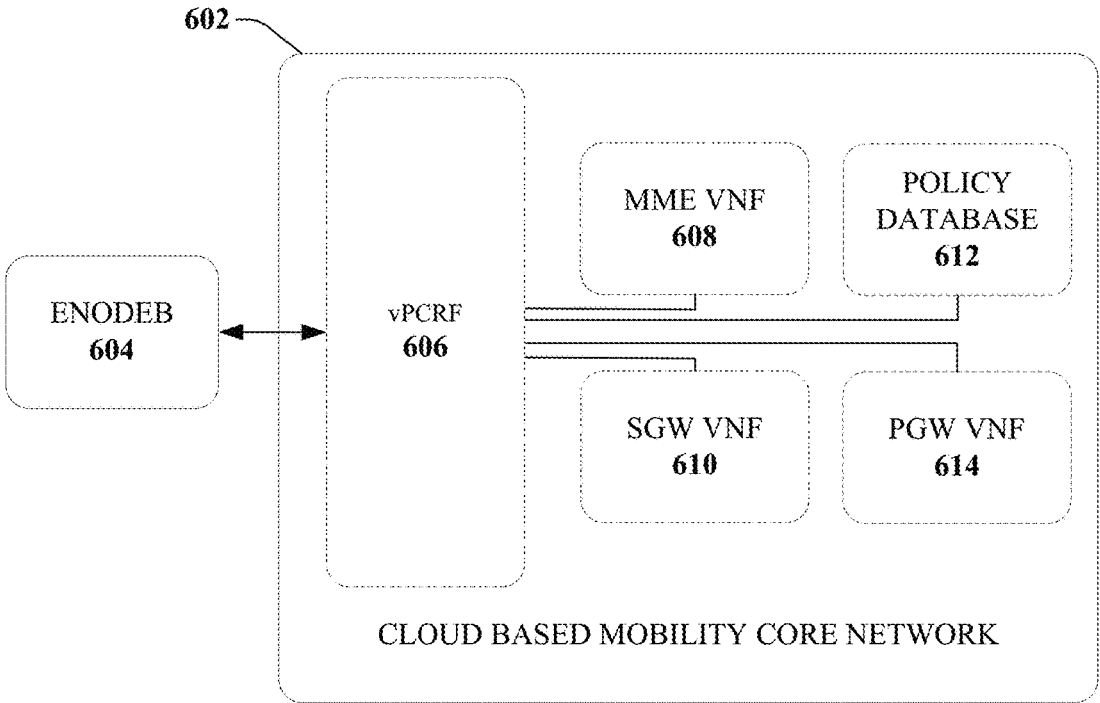 602
ENODEB
604
vPCRF
606
MME VNF
608
POLICY
DATABASE
612
SGW VNF
610
PGW VNF
614
CLOUD BASED MOBILITY CORE NETWORK